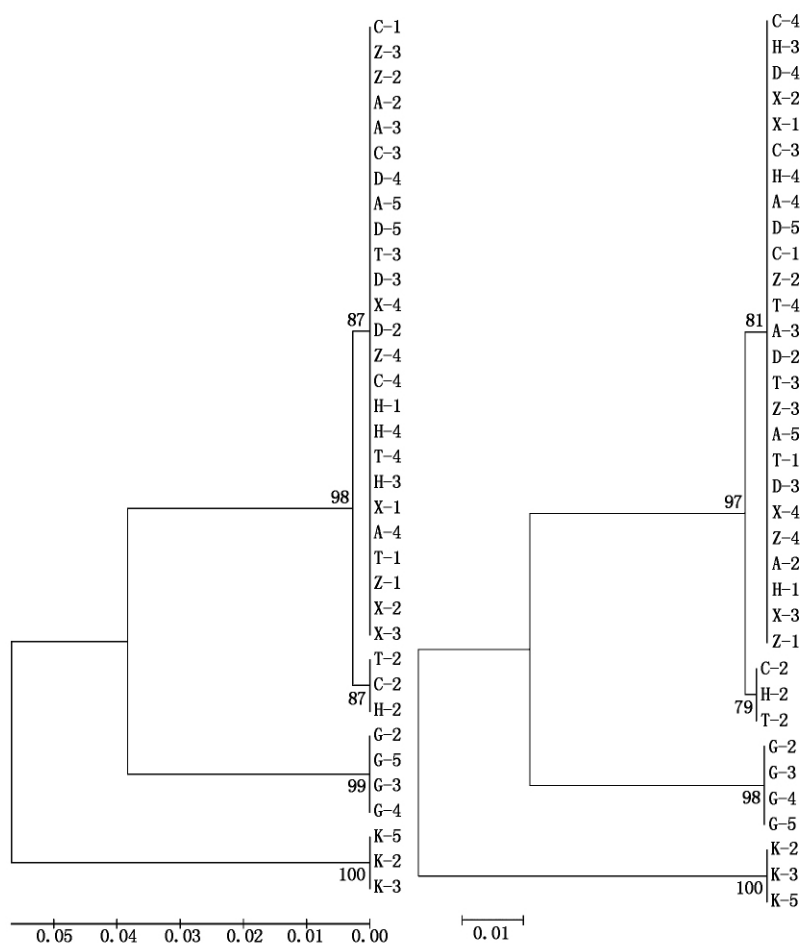 C-1
Z-3
Z-2
A-2
A-3
C-3
D-4
A-5
D-5
T-3
D-3
X-4
87
D-2
Z-4
C-4
H-1
H-4
T-4
H-3
98
X-1
A-4
T-1
Z-1
X-2
X-3
T-2
C-2
87
H-2
G-2
G-5
G-3
99
G-4
K-5
K-2
100
K-3
0.05 0.04 0.03 0.02 0.01 0.00
C-4
H-3
D-4
X-2
X-1
C-3
H-4
A-4
D-5
C-1
Z-2
T-4
81
A-3
D-2
T-3
Z-3
A-5
T-1
D-3
97
X-4
Z-4
A-2
H-1
X-3
Z-1
C-2
H-2
79
T-2
G-2
G-3
98
G-4
G-5
K-2
K-3
100
K-5
0.01